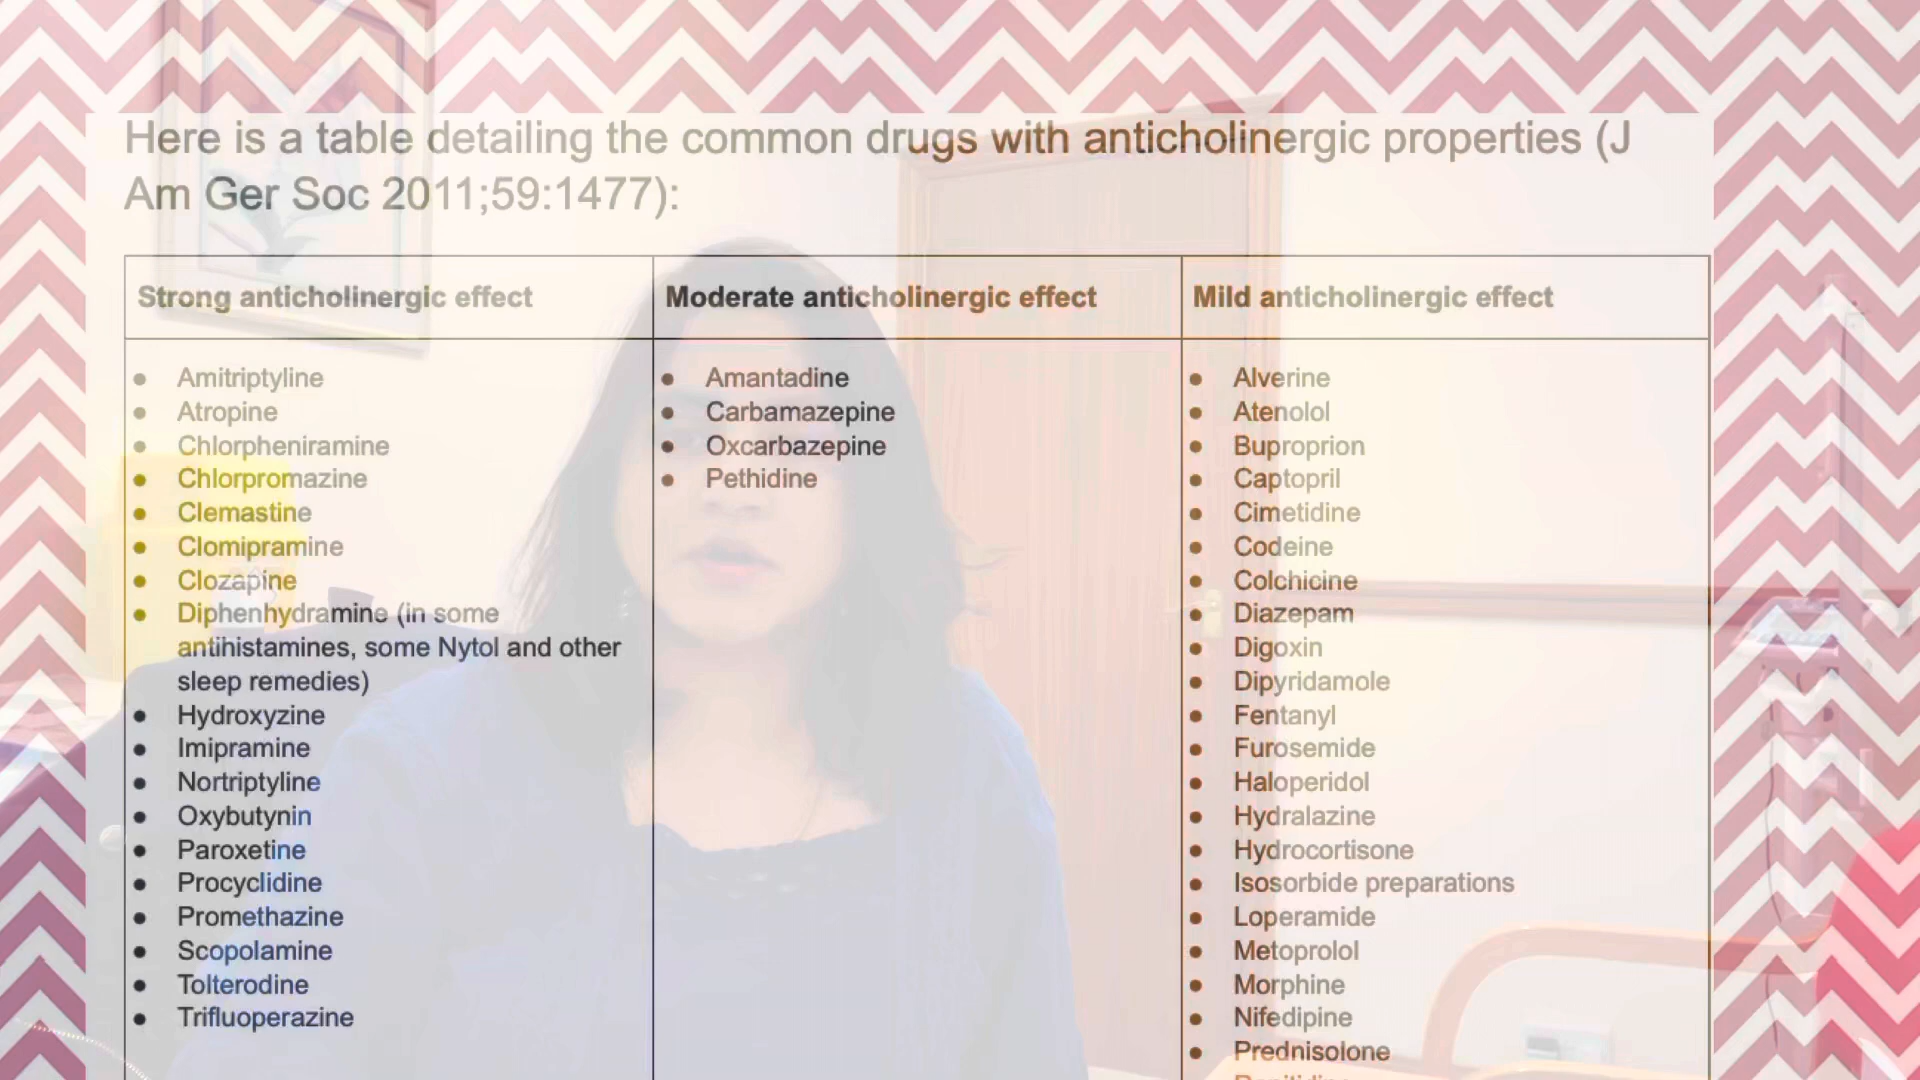 Here is a table detailing the common drugs with anticholinergic properties (J
Am Ger Soc 2011;59:1477):
Strong anticholinergic effect
Amitriptyline
Atropine
Chlorpheniramine
Chlorpromazine
Clemastine
Clomipramine
Clozapine
Diphenhydramine (in some
antihistamines, some Nytol and other
sleep remedies)
Hydroxyzine
Imipramine
Nortriptyline
Oxybutynin
Paroxetine
Procyclidine
Promethazine
Scopolamine
Tolterodine
Trifluoperazine
Moderate anticholinergic effect
Amantadine
Carbamazepine
Oxcarbazepine
Pethidine
Mild anticholinergic effect
Alverine
Atenolol
Buproprion
Captopril
Cimetidine
Codeine
Colchicine
Diazepam
Digoxin
Dipyridamole
Fentanyl
Furosemide
Haloperidol
Hydralazine
Hydrocortisone
Isosorbide preparations
Loperamide
Metoprolol
Morphine
Nifedipine
Prednisolone